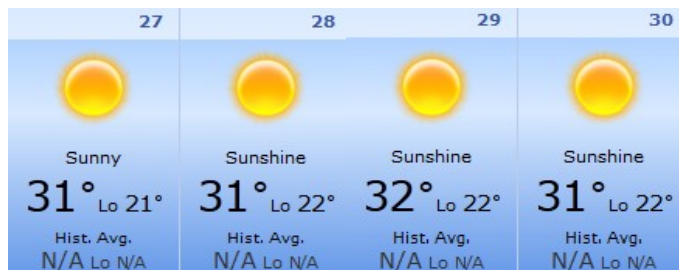 27 28 29 30
Sunny Sunshine Sunshine Sunshine
31° Lo 21° 31° Lo 22° 32° Lo 22° 31° Lo 22°
Hist. Avg. Hist. Avg. Hist. Avg. Hist. Avg.
N/A Lo N/A N/A Lo N/A N/A Lo N/A N/A Lo N/A